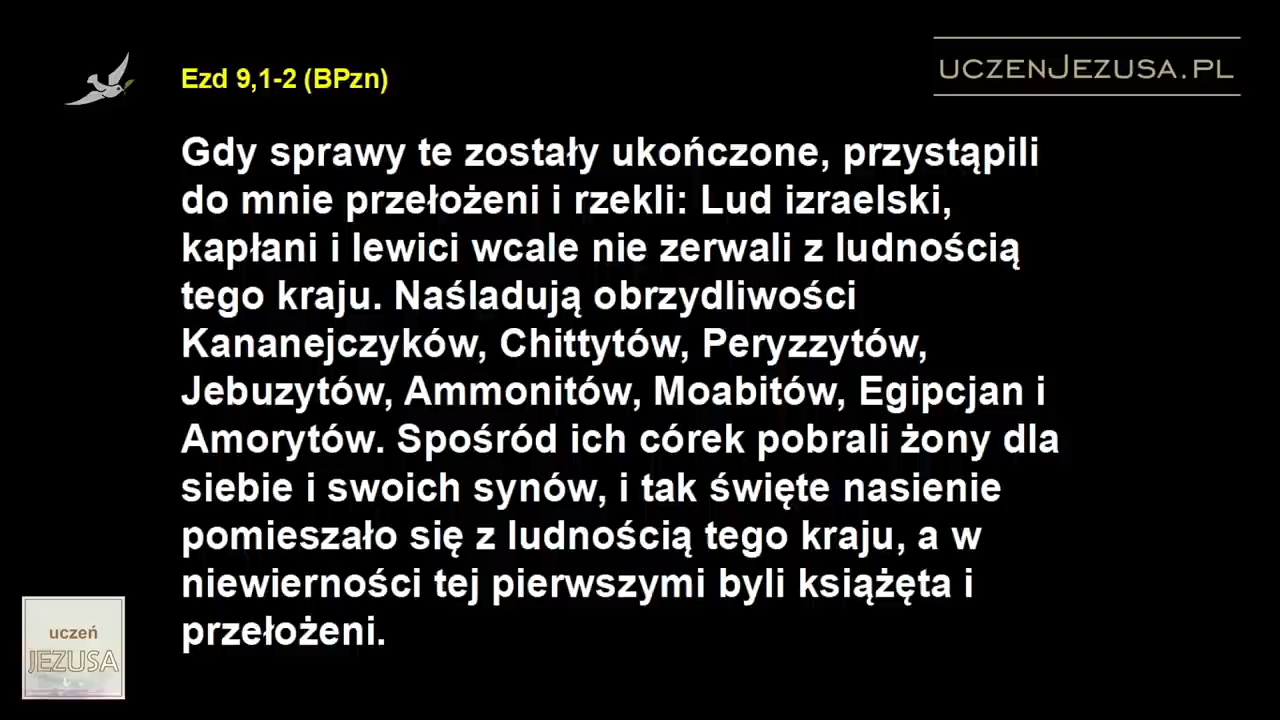 Ezd 9,1-2 (BPzn)
UCZENJEZUSA.PL
Gdy sprawy te zostały ukończone, przystąpili
do mnie przełożeni i rzekli: Lud izraelski,
kapłani i lewici wcale nie zerwali z ludnością
tego kraju. Naśladują obrzydliwości
Kananejczyków, Chittytów, Peryzzytów,
Jebuzytów, Ammonitów, Moabitów, Egipcjan i
Amorytów. Spośród ich córek pobrali żony dla
siebie i swoich synów, i tak święte nasienie
pomieszało się z ludnością tego kraju, a w
niewierności tej pierwszymi byli książęta i
przełożeni.
uczeń
JEZUSA